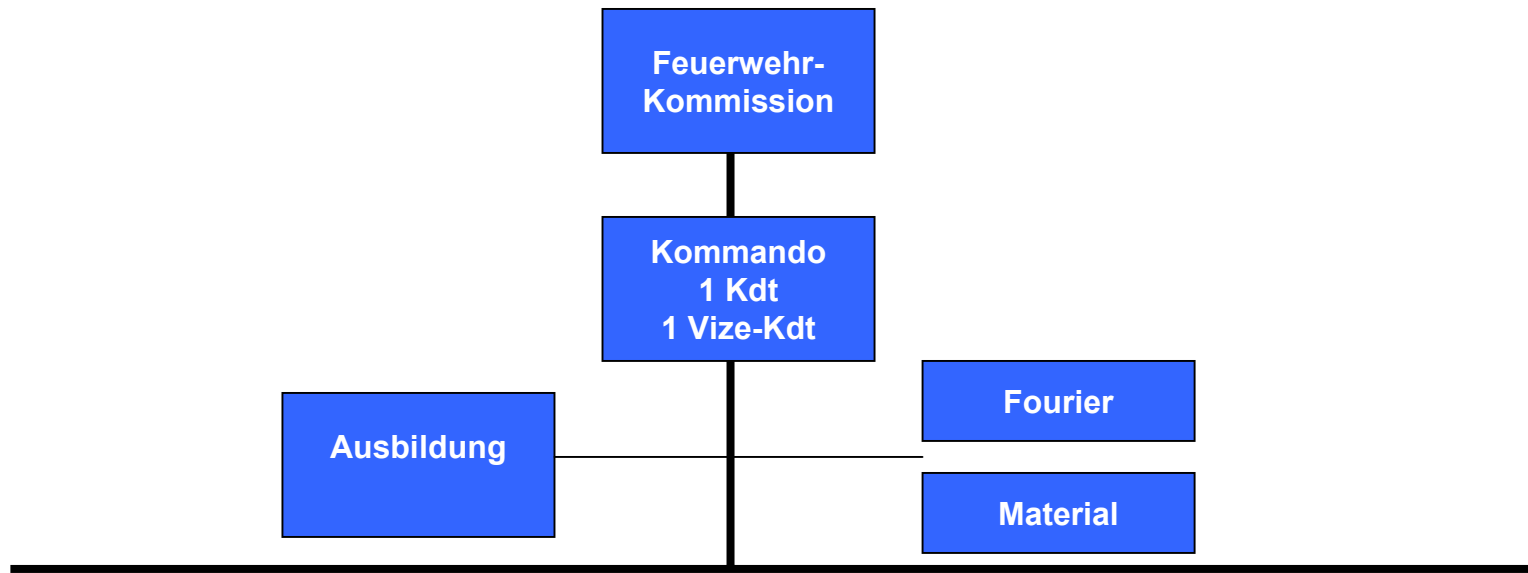 Feuerwehr-
Kommission
Kommando
1 Kdt
1 Vize-Kdt
Ausbildung
Fourier
Material